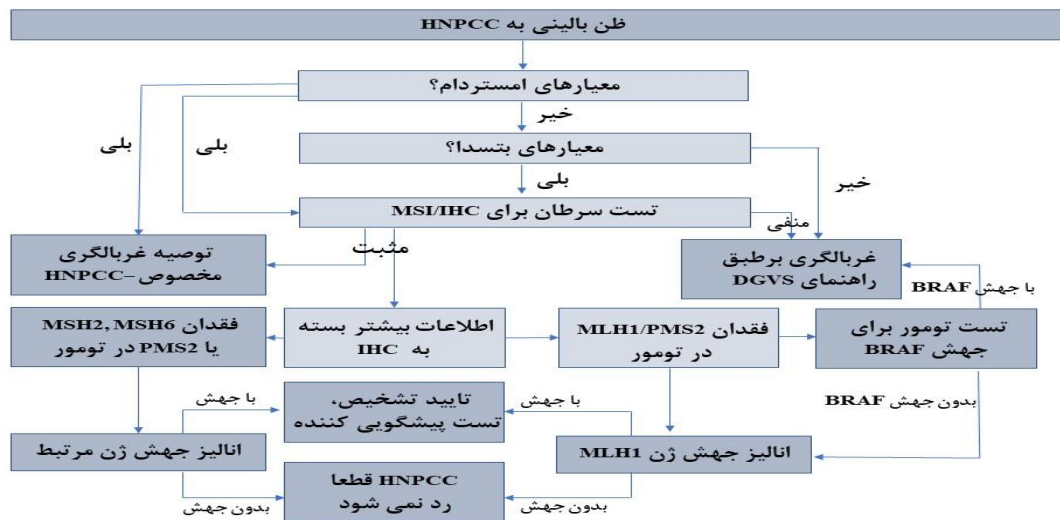 ظن بالینی به HNPCC
معیارهای امستردام؟
بلی
بلی
خیر
معیارهای بتسدا؟
بلی
خیر
تست سرطان برای MSI/IHC
منفی
مثبت
توصیه غربالگری
مخصوص-HNPCC
غربالگری برطبق
راهنمای DGVS
با جهش BRAF
فقدان MSH2, MSH6
یا PMS2 در تومور
اطلاعات بیشتر بسته
به IHC
فقدان MLH1/PMS2
در تومور
تست تومور برای
جهش BRAF
بدون جهش BRAF
با جهش
تایید تشخیص،
تست پیشگویی کننده
با جهش
انالیز جهش ژن مرتبط
انالیز جهش ژن MLH1
بدون جهش
HNPCC قطعا
رد نمی شود
بدون جهش